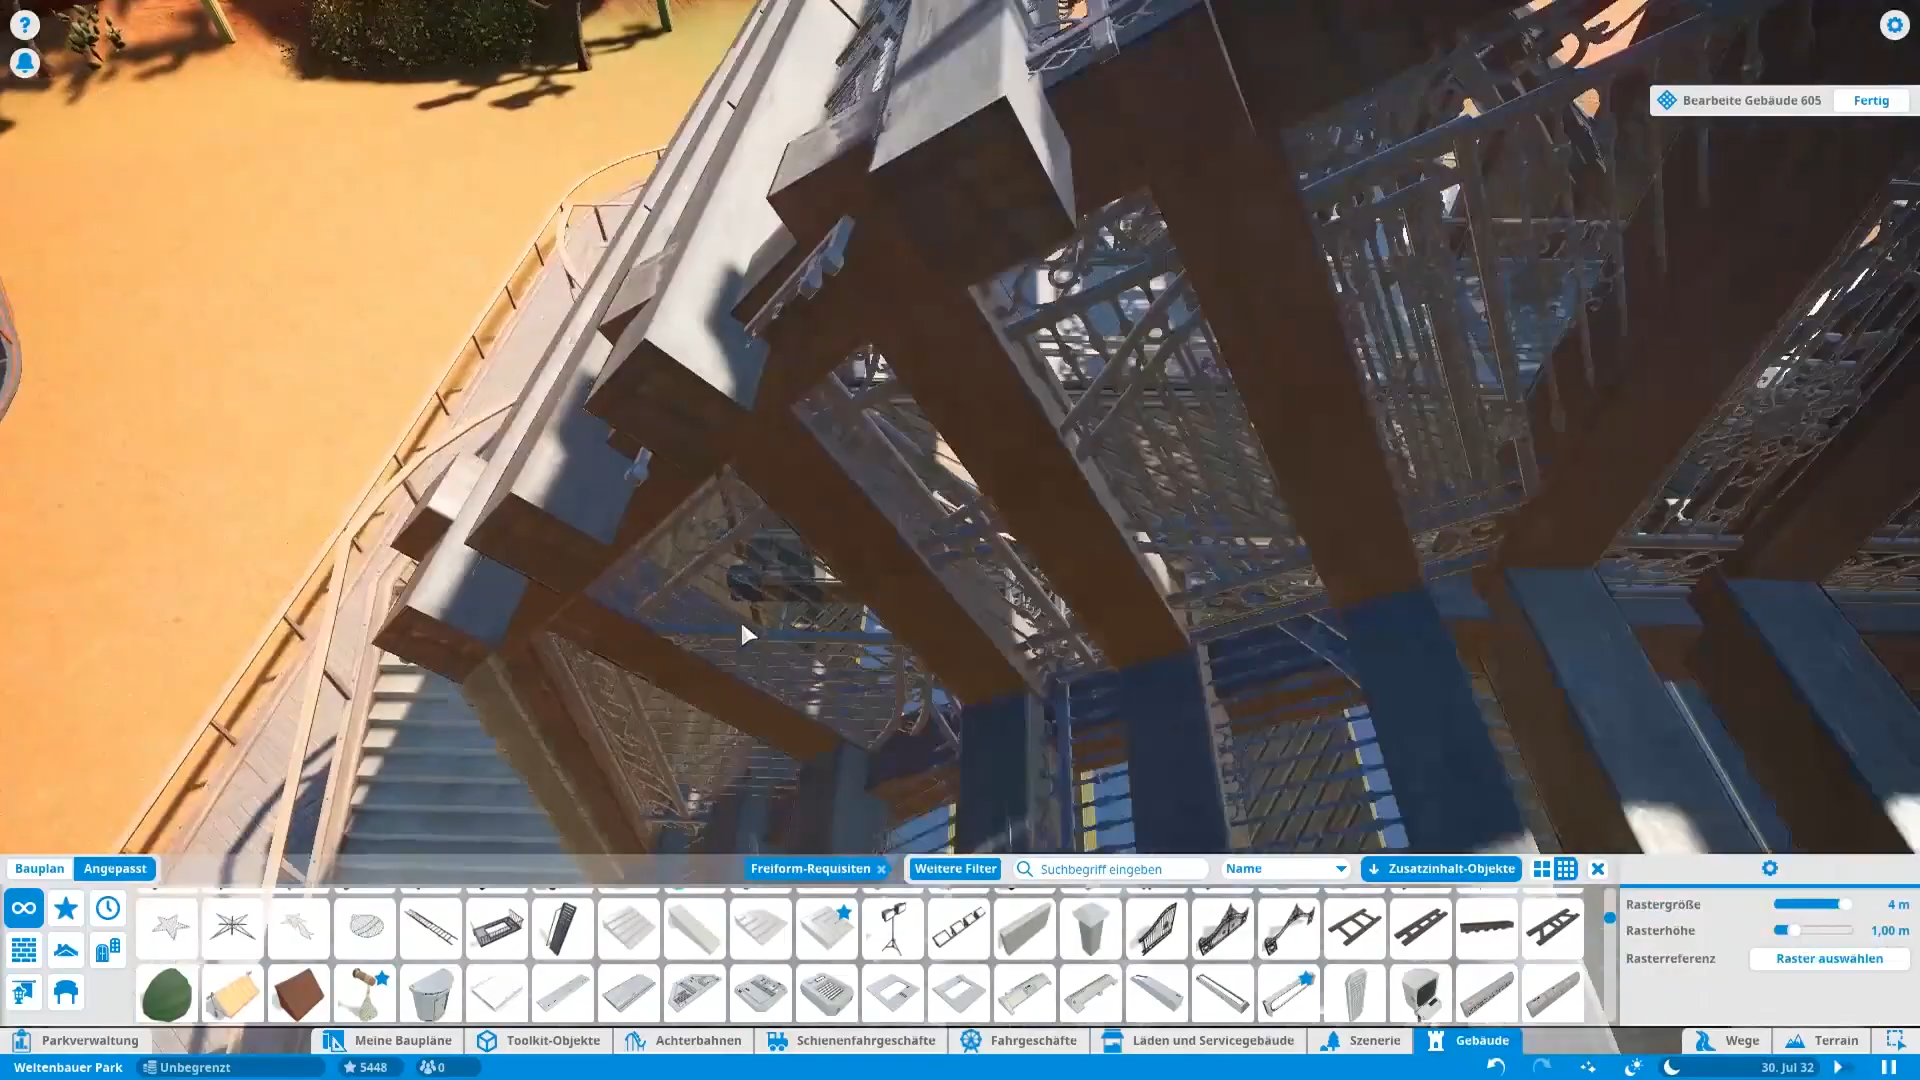 ?
Bearbeite Gebäude 605
Fertig
Bauplan
Angepasst
Freiform-Requisiten ×
Weitere Filter
Suchbegriff eingeben
Name
Zusatzinhalt-Objekte
Rastergröße
4 m
Rasterhöhe
1,00 m
Rasterreferenz
Raster auswählen
Parkverwaltung
Meine Baupläne
Toolkit-Objekte
Achterbahnen
Schienenfahrgeschäfte
Fahrgeschäfte
Läden und Servicegebäude
Szenerie
Gebäude
Wege
Terrain
Weltenbauer Park
Unbegrenzt
5448
0
30. Jul 32